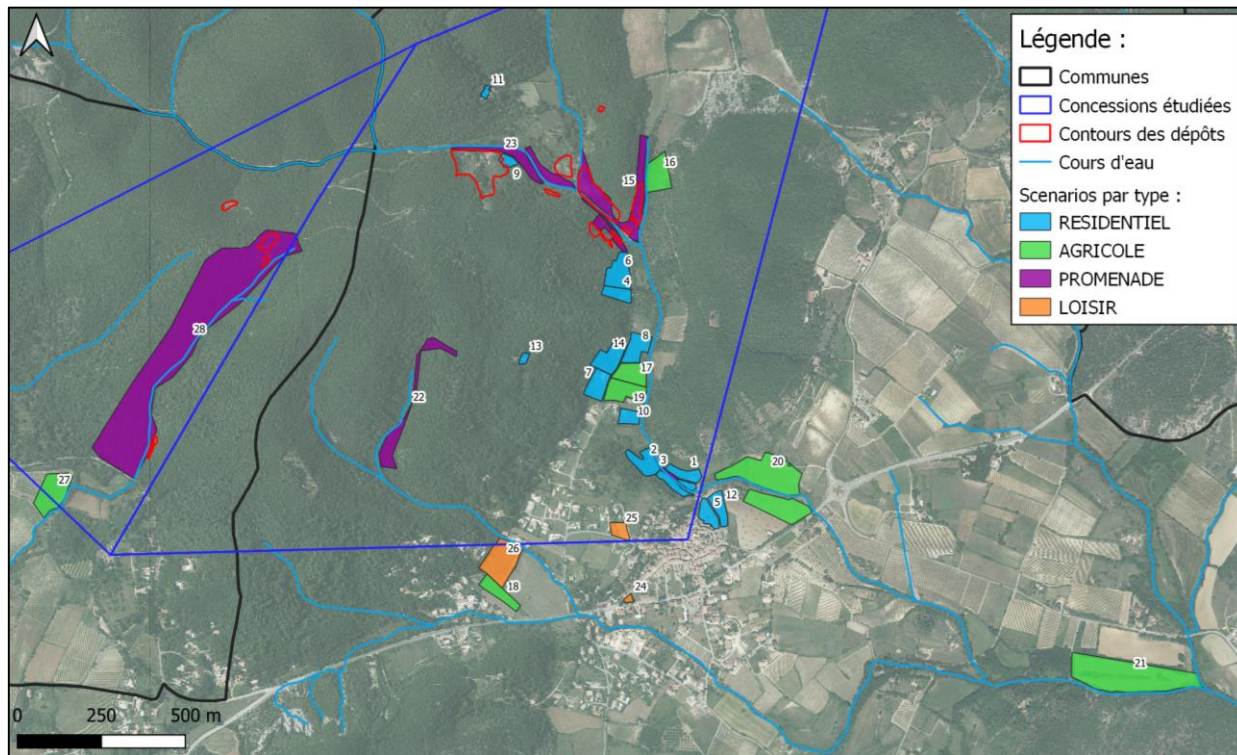 Légende :
Communes
Concessions étudiées
Contours des dépôts
Cours d'eau
Scenarios par type :
RESIDENTIEL
AGRICOLE
PROMENADE
LOISIR
11
23
9
16
15
6
4
28
13
14
8
7
17
22
19
10
2
3
1
20
27
5
12
25
26
18
24
21
0
250
500 m